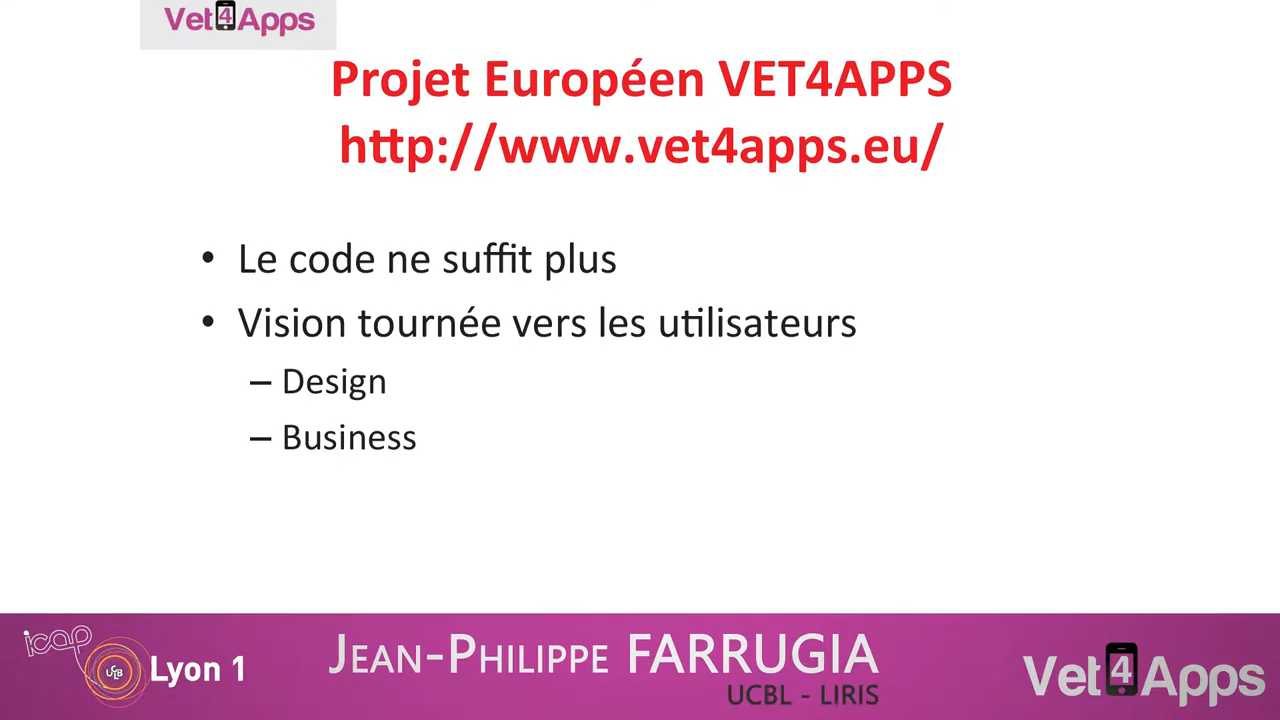 Vet4Apps
Projet Européen VET4APPS
http://www.vet4apps.eu/
• Le code ne suffit plus
• Vision tournée vers les utilisateurs
– Design
– Business
icap
UCBL
Lyon 1
JEAN-PHILIPPE FARRUGIA
UCBL - LIRIS
Vet4Apps